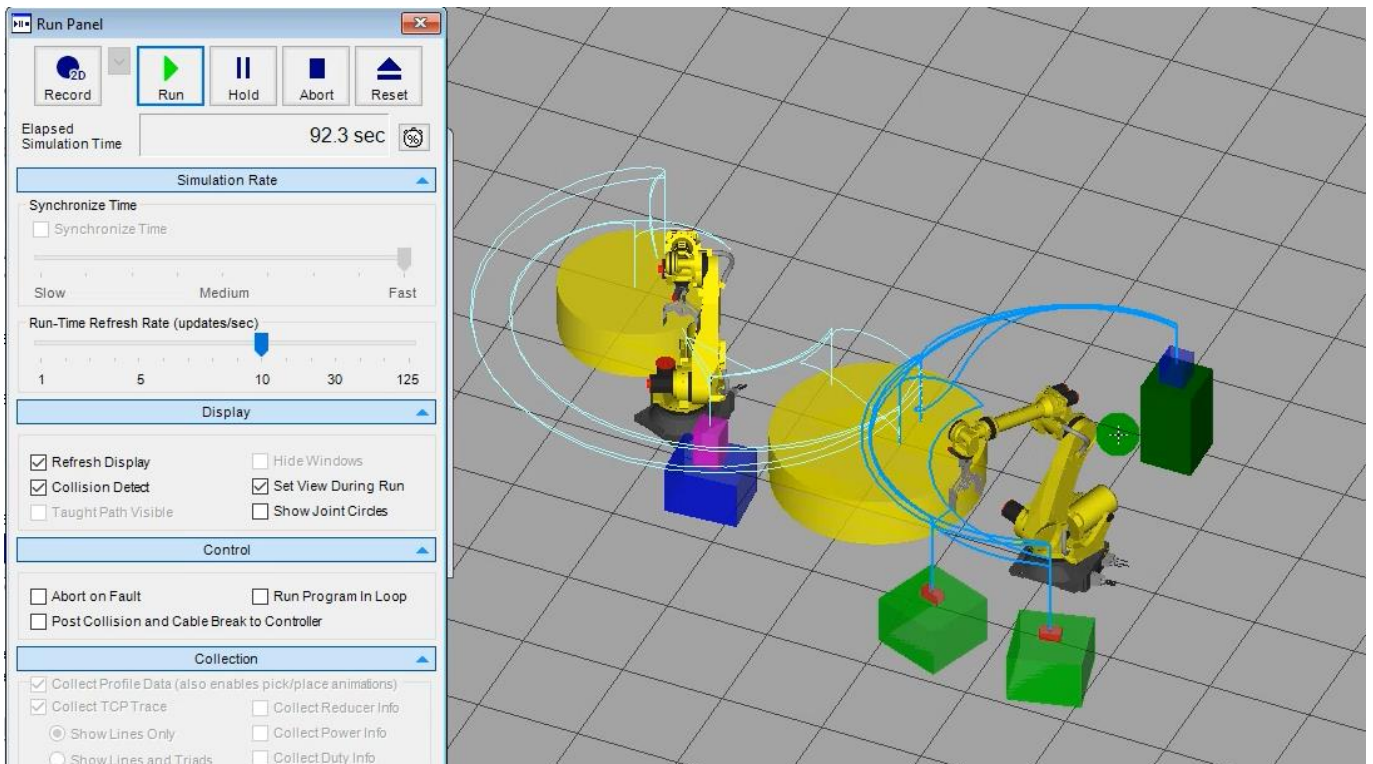 Run Panel
2D
Record
Run
Hold
Abort
Reset
Elapsed
Simulation Time
92.3 sec
%
Simulation Rate
Synchronize Time
Synchronize Time
Slow Medium Fast
Run-Time Refresh Rate (updates/sec)
1 5 10 30 125
Display
Refresh Display Hide Windows
Collision Detect Set View During Run
Taught Path Visible Show Joint Circles
Control
Abort on Fault Run Program In Loop
Post Collision and Cable Break to Controller
Collection
Collect Profile Data (also enables pick/place animations)
Collect TCP Trace Collect Reducer Info
Show Lines Only Collect Power Info
Show Lines and Triads Collect Duty Info